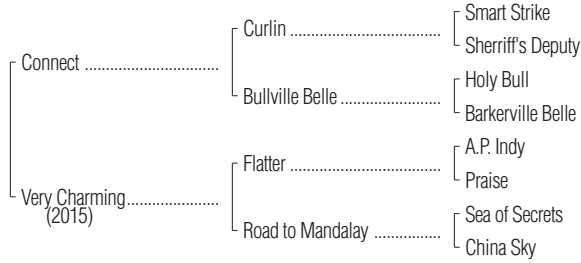 Smart Strike
Curlin ........................................
Sherriff's Deputy
Connect ....................................
Holy Bull
Bullville Belle ...........................
Barkerville Belle
A.P. Indy
Flatter ........................................
Praise
Very Charming.........................
(2015)
Sea of Secrets
Road to Mandalay ..................
China Sky